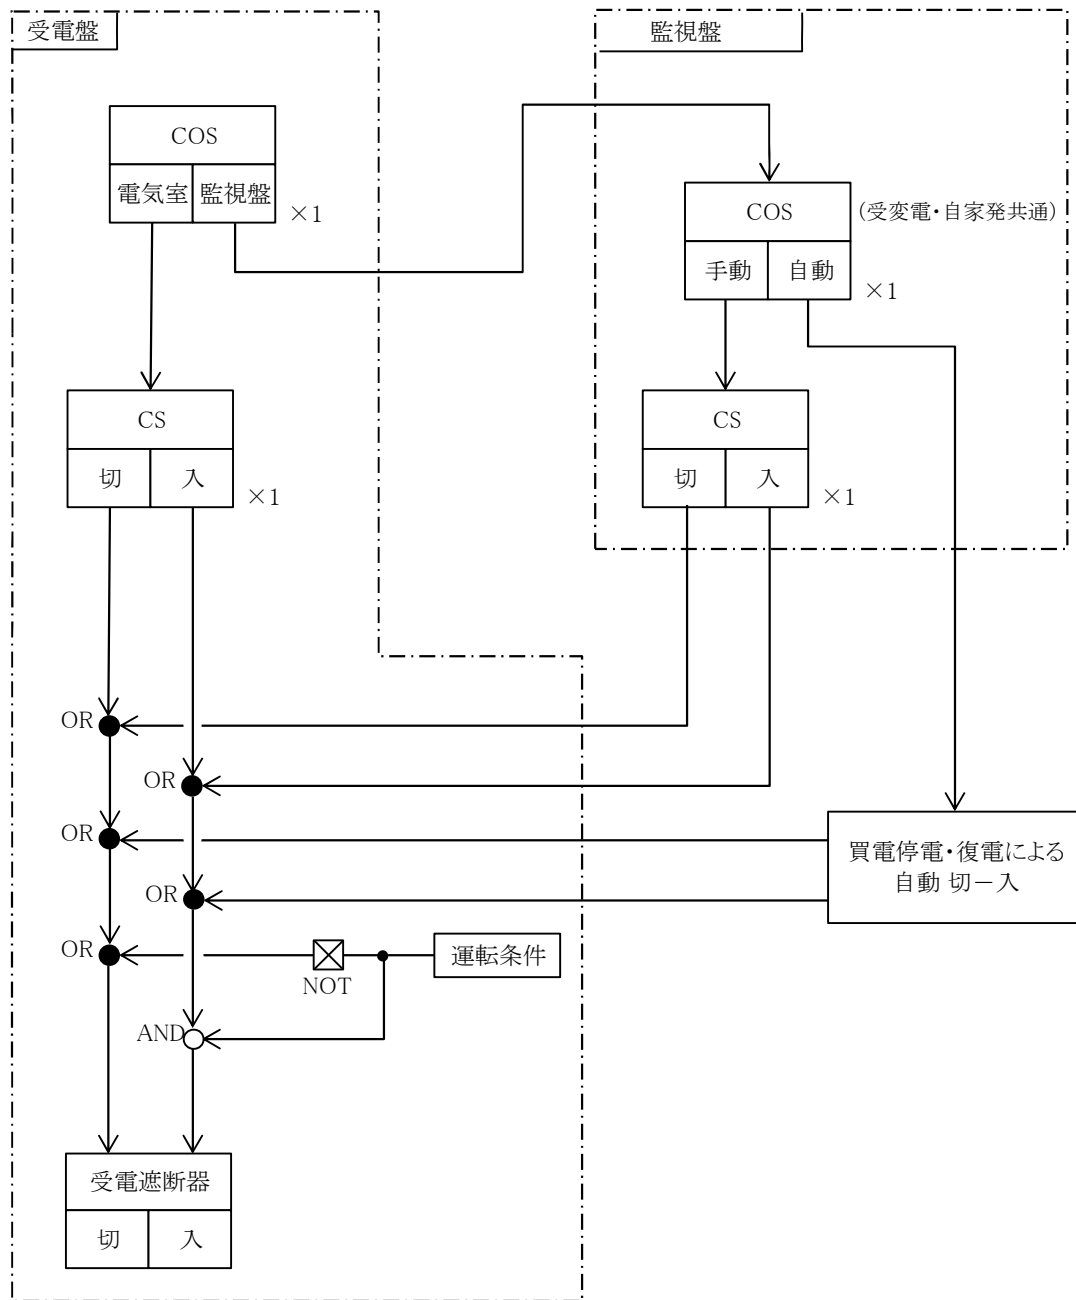 受電盤
監視盤
COS
電気室 監視盤
×1
COS
(受変電・自家発共通)
手動 自動
×1
CS
切 入
×1
CS
切 入
×1
OR
OR
OR
OR
買電停電・復電による
自動 切－入
OR
運転条件
NOT
AND
受電遮断器
切 入